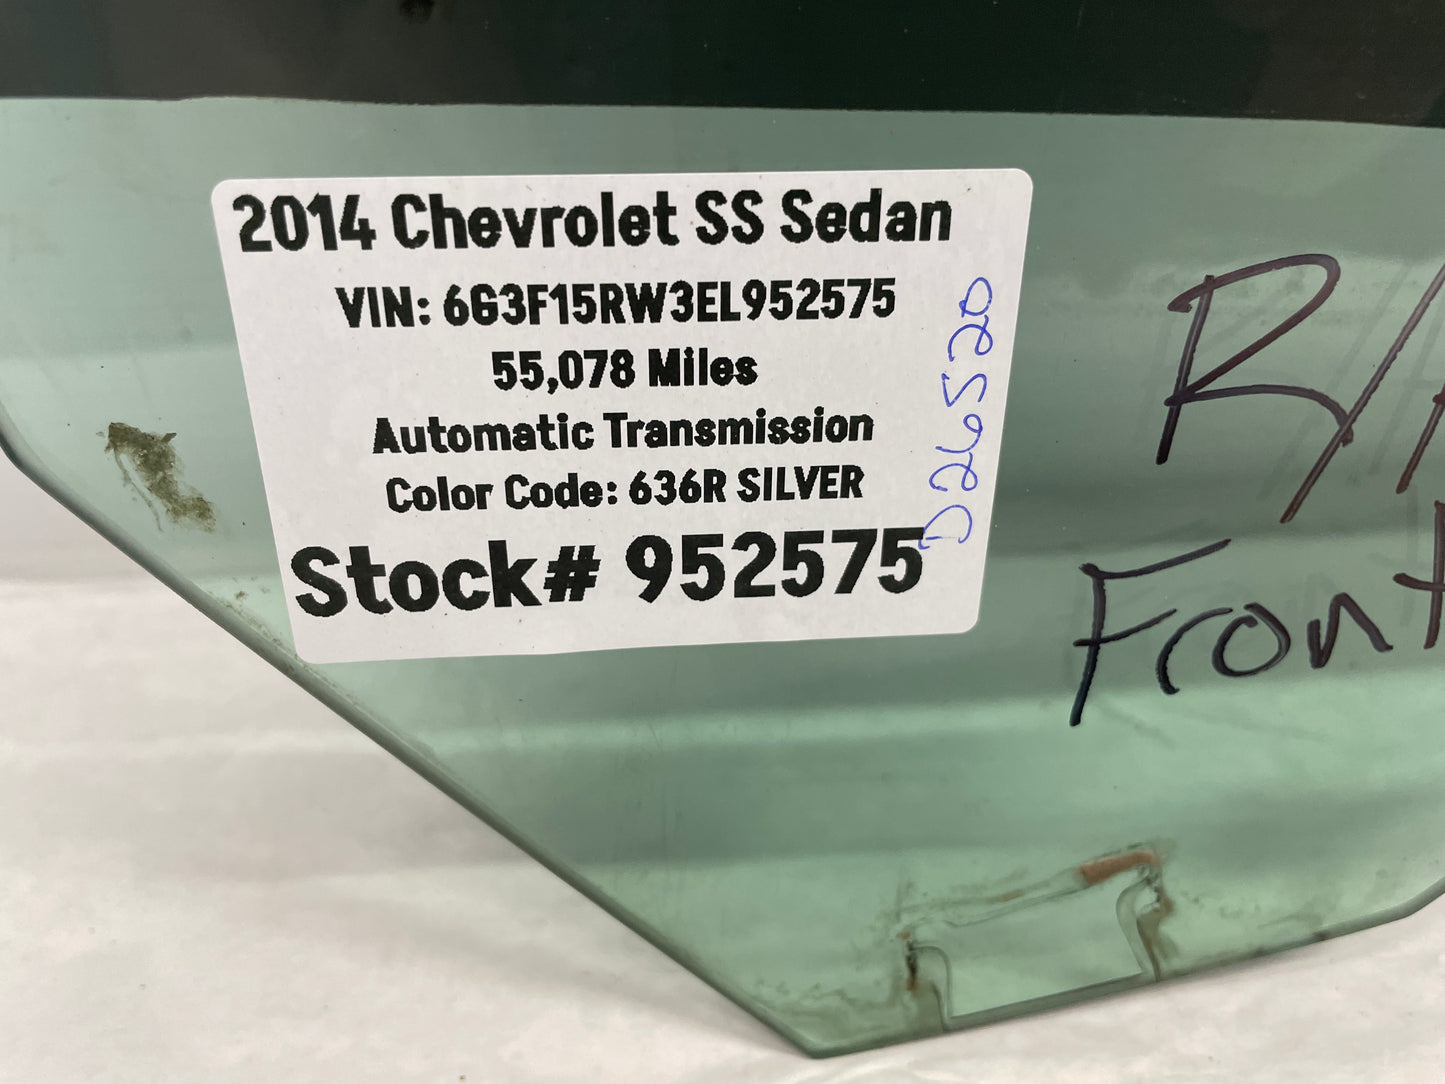 2014 Chevrolet SS Sedan
VIN: 6G3F15RW3EL952575
55,078 Miles
Automatic Transmission
Color Code: 636R SILVER
Stock# 952575
D26520
R/
Front